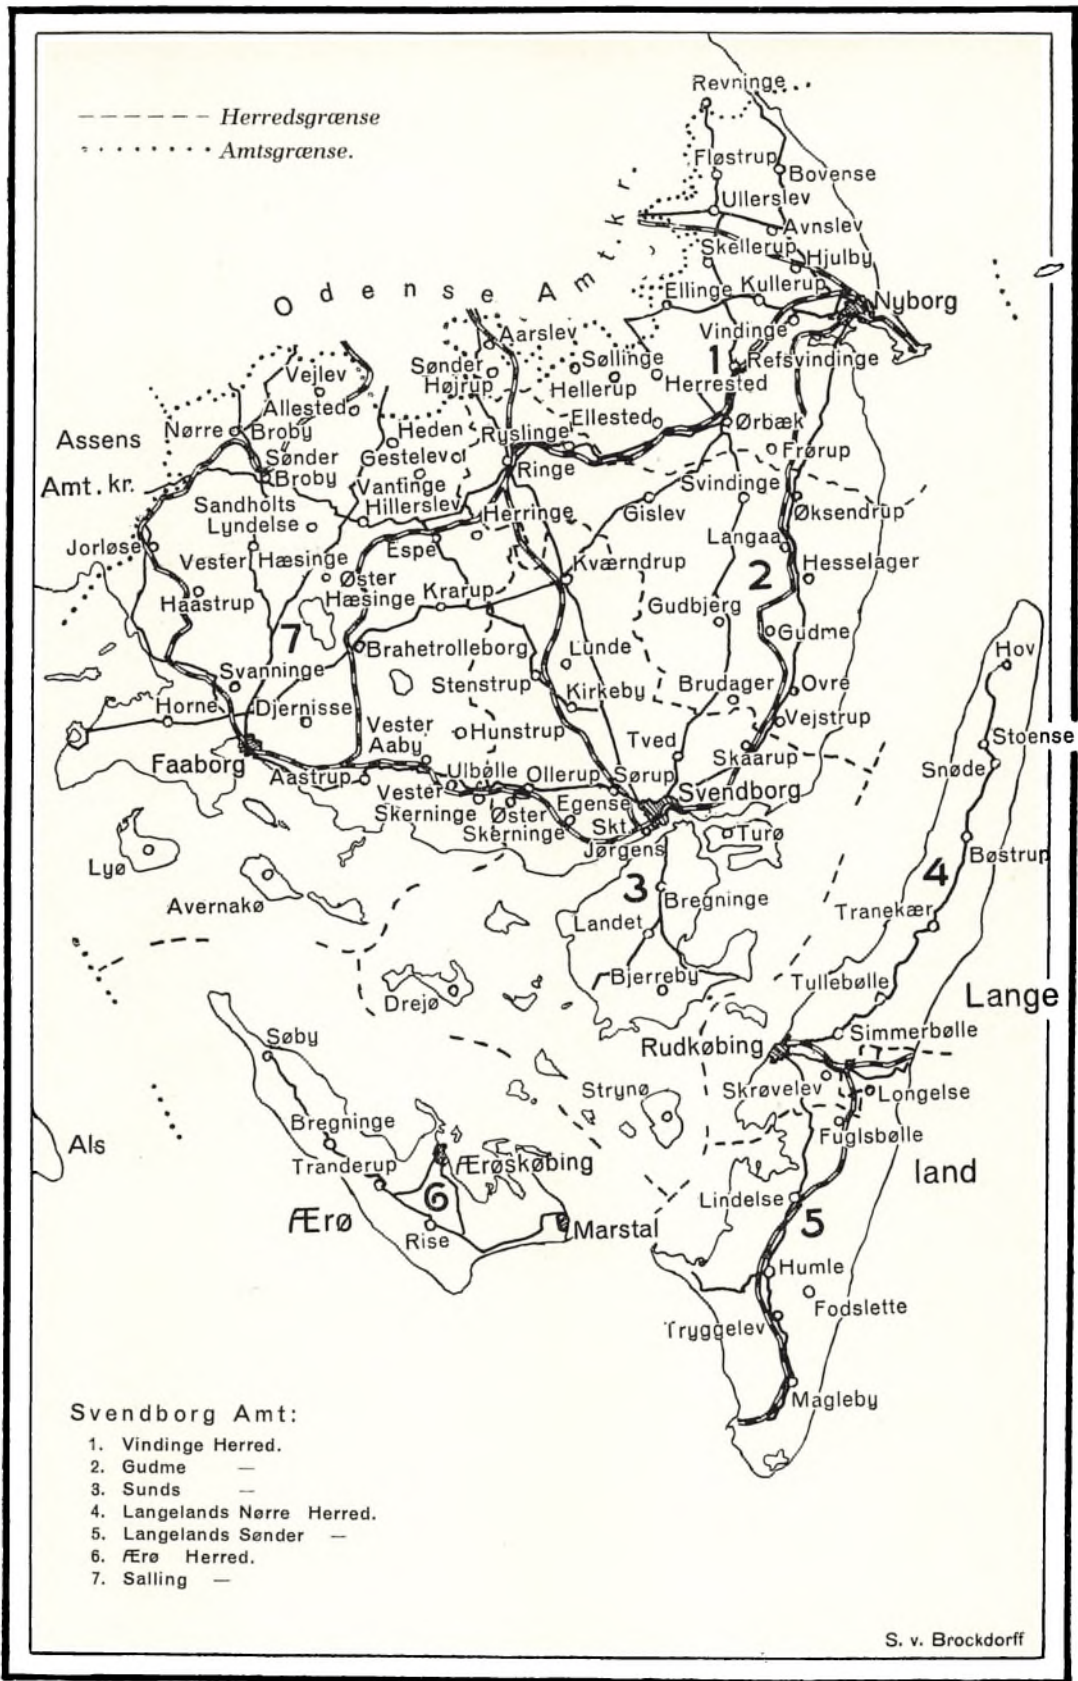 Revninge
Herredsgrænse
Amtsgrænse.
Fløstrup
Bovense
Ullerslev
Avnslev
Skellerup
Hjulby
Odense Amt. kr.
Ellinge
Kullerup
Nyborg
Aarslev
Vindinge
1
Refsvindinge
Sønder
Højrup
Søllinge
Hellerup
Herrested
Vejlev
Allested
Ellested
Ørbæk
Assens
Amt. kr.
Nørre
Broby
Heden
Ryslinge
Frørup
Sønder
Broby
Gestelev
Ringe
Vantinge
Hillerslev
Svindinge
Sandholts
Lyndelse
Herringe
Gislev
Øksendrup
Jorløse
Vester
Hæsinge
Espe
Langaa
Kværndrup
2
Hesselager
Haastrup
Øster
Hæsinge
Krarup
Gudbjerg
7
Gudme
Brahetrolleborg
Lunde
Hov
Svanninge
Stenstrup
Kirkeby
Brudager
Ovre
Horne
Djernisse
Vester
Aaby
Hunstrup
Vejstrup
Tved
Stoense
Faaborg
Skaarup
Snøde
Aastrup
Ulbølle
Ollerup
Sørup
Vester
Skerninge
Egense
Svendborg
Øster
Skerninge
Skt.
Jørgens
Turø
Lyø
Bøstrup
3
4
Avernakø
Bregninge
Landet
Tranekær
Bjerreby
Drejø
Tullebølle
Lange
Søby
Rudkøbing
Simmerbølle
Skrøvelev
Strynø
Longelse
Bregninge
Fuglsbølle
Als
Tranderup
Ærøskøbing
land
6
Lindelse
Ærø
5
Rise
Marstal
Humle
Fodslette
Tryggelev
Magleby
Svendborg Amt:
1. Vindinge Herred.
2. Gudme —
3. Sunds —
4. Langelands Nørre Herred.
5. Langelands Sønder —
6. Ærø Herred.
7. Salling —
S. v. Brockdorff